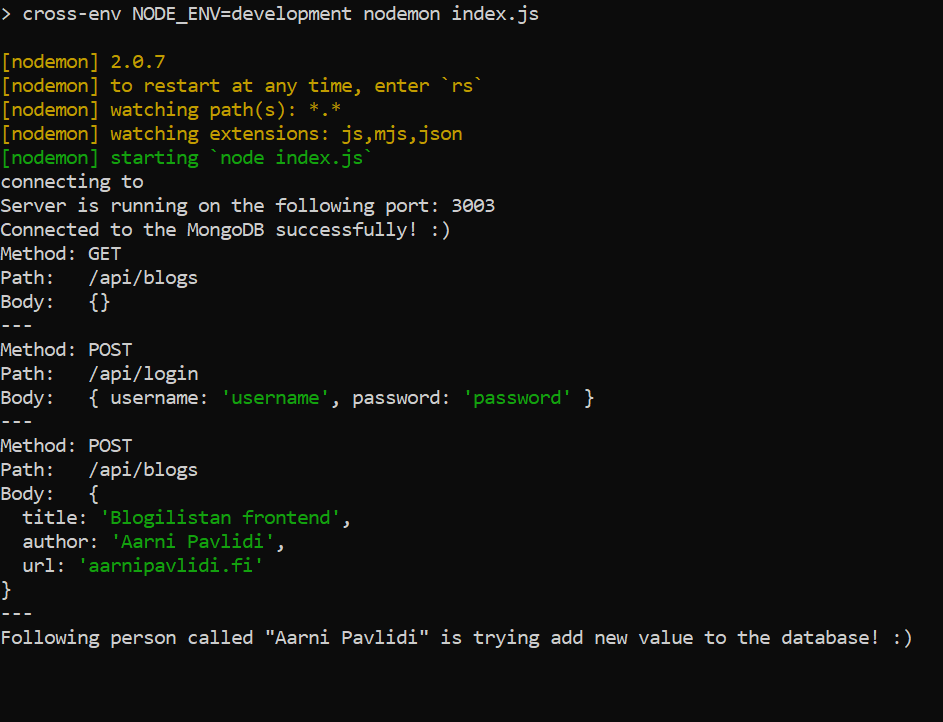 > cross-env NODE_ENV=development nodemon index.js
[nodemon] 2.0.7
[nodemon] to restart at any time, enter `rs`
[nodemon] watching path(s): *.*
[nodemon] watching extensions: js,mjs,json
[nodemon] starting `node index.js`
connecting to
Server is running on the following port: 3003
Connected to the MongoDB successfully! :)
Method: GET
Path:   /api/blogs
Body:   {}
---
Method: POST
Path:   /api/login
Body:   { username: 'username', password: 'password' }
---
Method: POST
Path:   /api/blogs
Body:   {
  title: 'Blogilistan frontend',
  author: 'Aarni Pavlidi',
  url: 'aarnipavlidi.fi'
}
---
Following person called "Aarni Pavlidi" is trying add new value to the database! :)